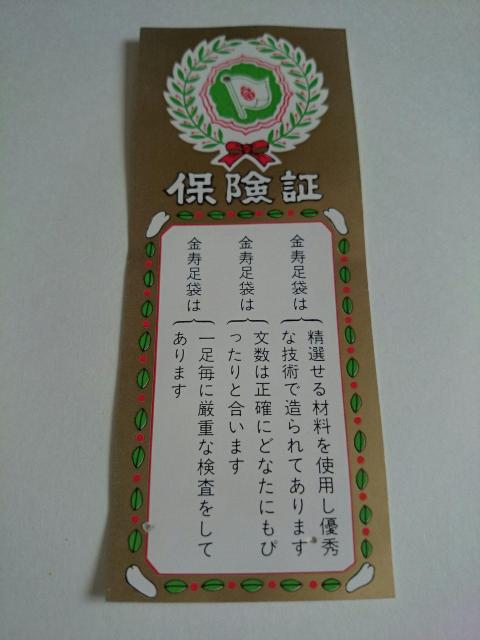 保険証
金寿足袋は{精選せる材料を使用し優秀
な技術で造られてあります
金寿足袋は{文数は正確にどなたにもぴ
ったりと合います
金寿足袋は{一足毎に厳重な検査をして
あります